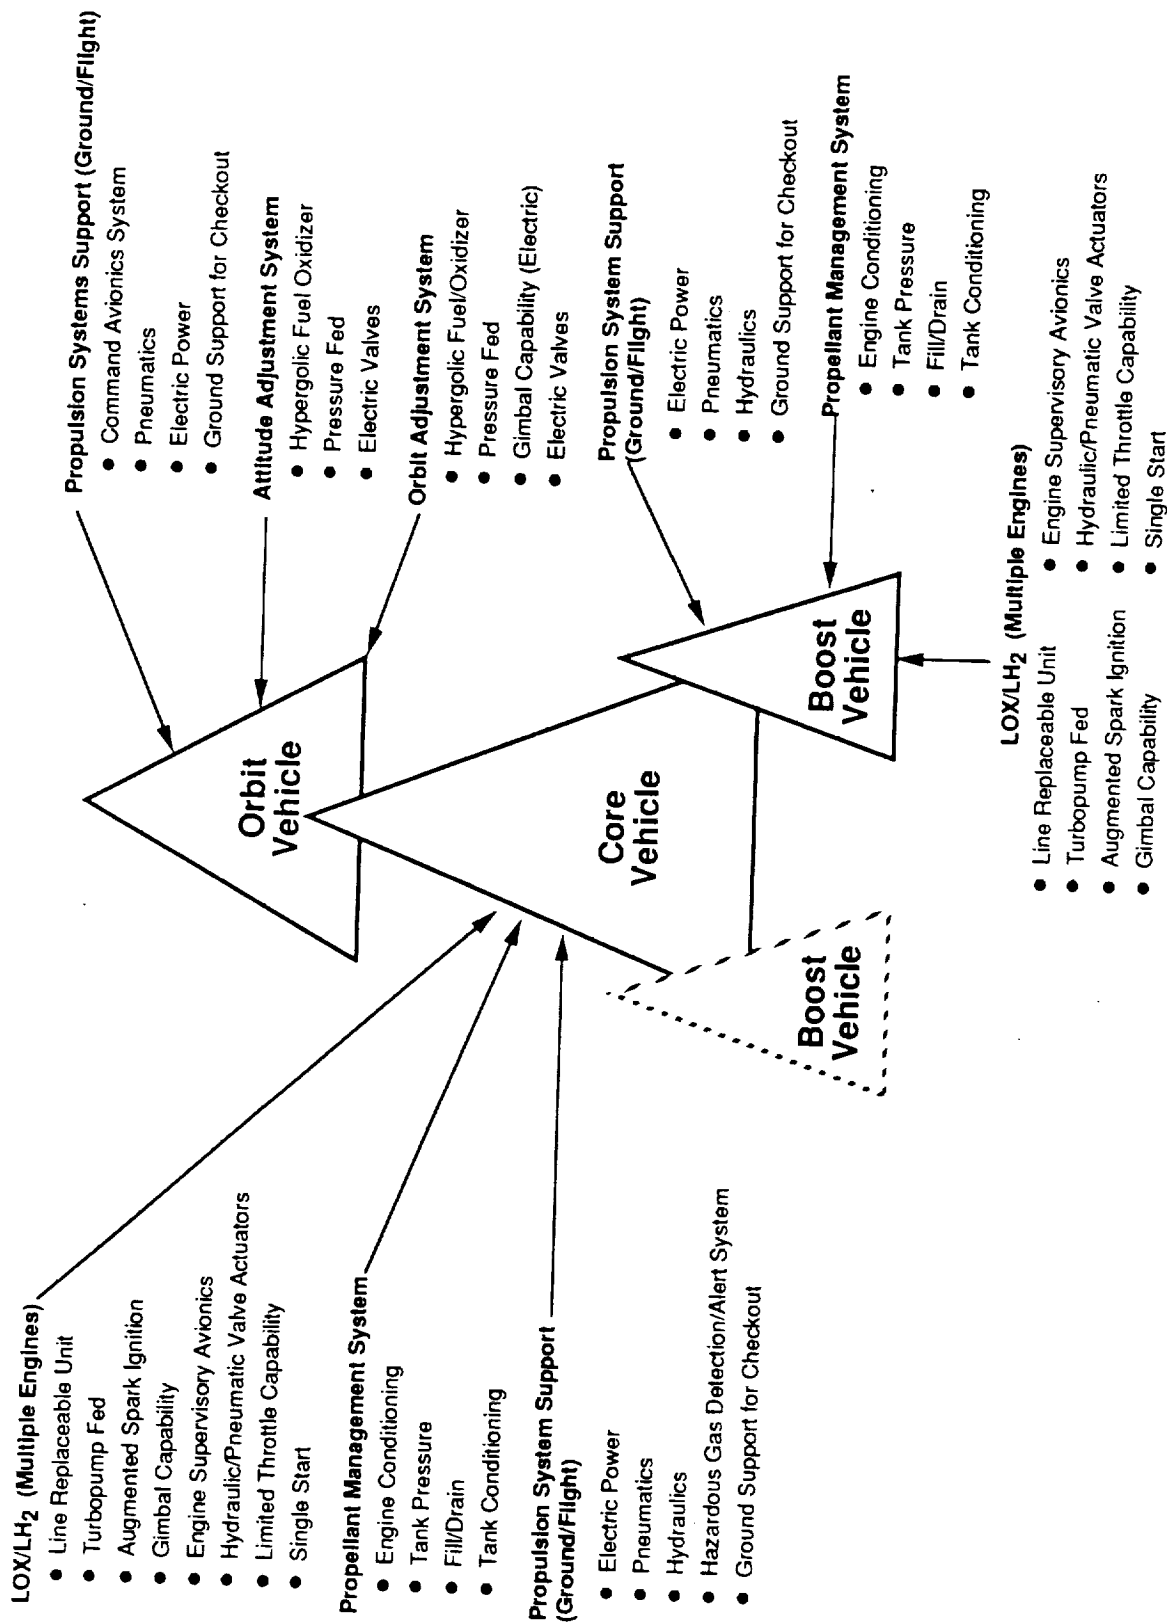 Propulsion Systems Support (Ground/Flight)
● Command Avionics System
● Pneumatics
● Electric Power
● Ground Support for Checkout
Attitude Adjustment System
● Hypergolic Fuel Oxidizer
● Pressure Fed
● Electric Valves
Orbit Adjustment System
● Hypergolic Fuel/Oxidizer
● Pressure Fed
● Gimbal Capability (Electric)
● Electric Valves
Orbit
Vehicle
LOX/LH2 (Multiple Engines)
● Line Replaceable Unit
● Turbopump Fed
● Augmented Spark Ignition
● Gimbal Capability
● Engine Supervisory Avionics
● Hydraulic/Pneumatic Valve Actuators
● Limited Throttle Capability
● Single Start
Propellant Management System
● Engine Conditioning
● Tank Pressure
● Fill/Drain
● Tank Conditioning
Propulsion System Support
(Ground/Flight)
● Electric Power
● Pneumatics
● Hydraulics
● Hazardous Gas Detection/Alert System
● Ground Support for Checkout
Core
Vehicle
Boost
Vehicle
Boost
Vehicle
Propulsion System Support
(Ground/Flight)
● Electric Power
● Pneumatics
● Hydraulics
● Ground Support for Checkout
Propellant Management System
● Engine Conditioning
● Tank Pressure
● Fill/Drain
● Tank Conditioning
LOX/LH2 (Multiple Engines)
● Line Replaceable Unit
● Turbopump Fed
● Augmented Spark Ignition
● Gimbal Capability
● Engine Supervisory Avionics
● Hydraulic/Pneumatic Valve Actuators
● Limited Throttle Capability
● Single Start